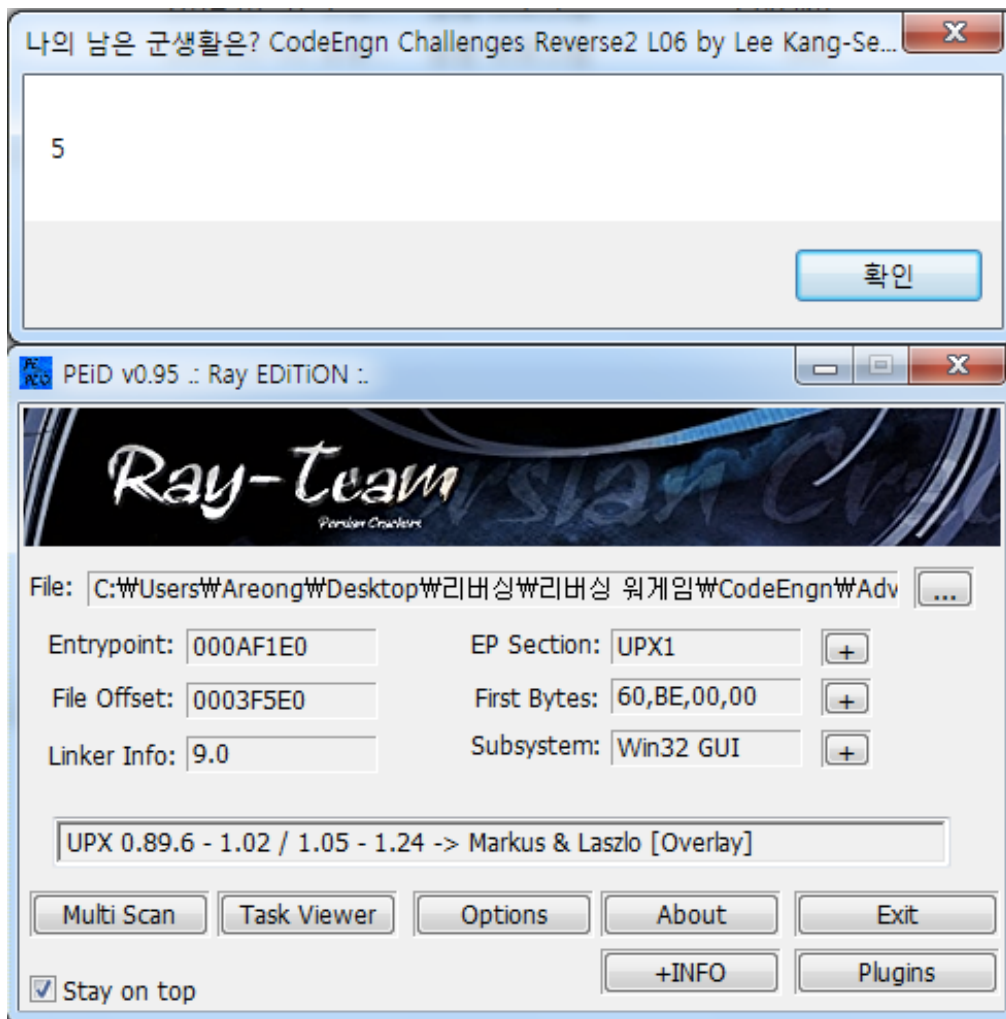 나의 남은 군생활은? CodeEngn Challenges Reverse2 L06 by Lee Kang-Se...
5
확인
PEiD v0.95 .: Ray EDiTiON :.
Ray-Team
Persian Crackers
File: C:₩Users₩Areong₩Desktop₩리버싱₩리버싱 워게임₩CodeEngn₩Adv ...
Entrypoint: 000AF1E0 EP Section: UPX1 +
File Offset: 0003F5E0 First Bytes: 60,BE,00,00 +
Linker Info: 9.0 Subsystem: Win32 GUI +
UPX 0.89.6 - 1.02 / 1.05 - 1.24 -> Markus & Laszlo [Overlay]
Multi Scan Task Viewer Options About Exit
Stay on top +INFO Plugins